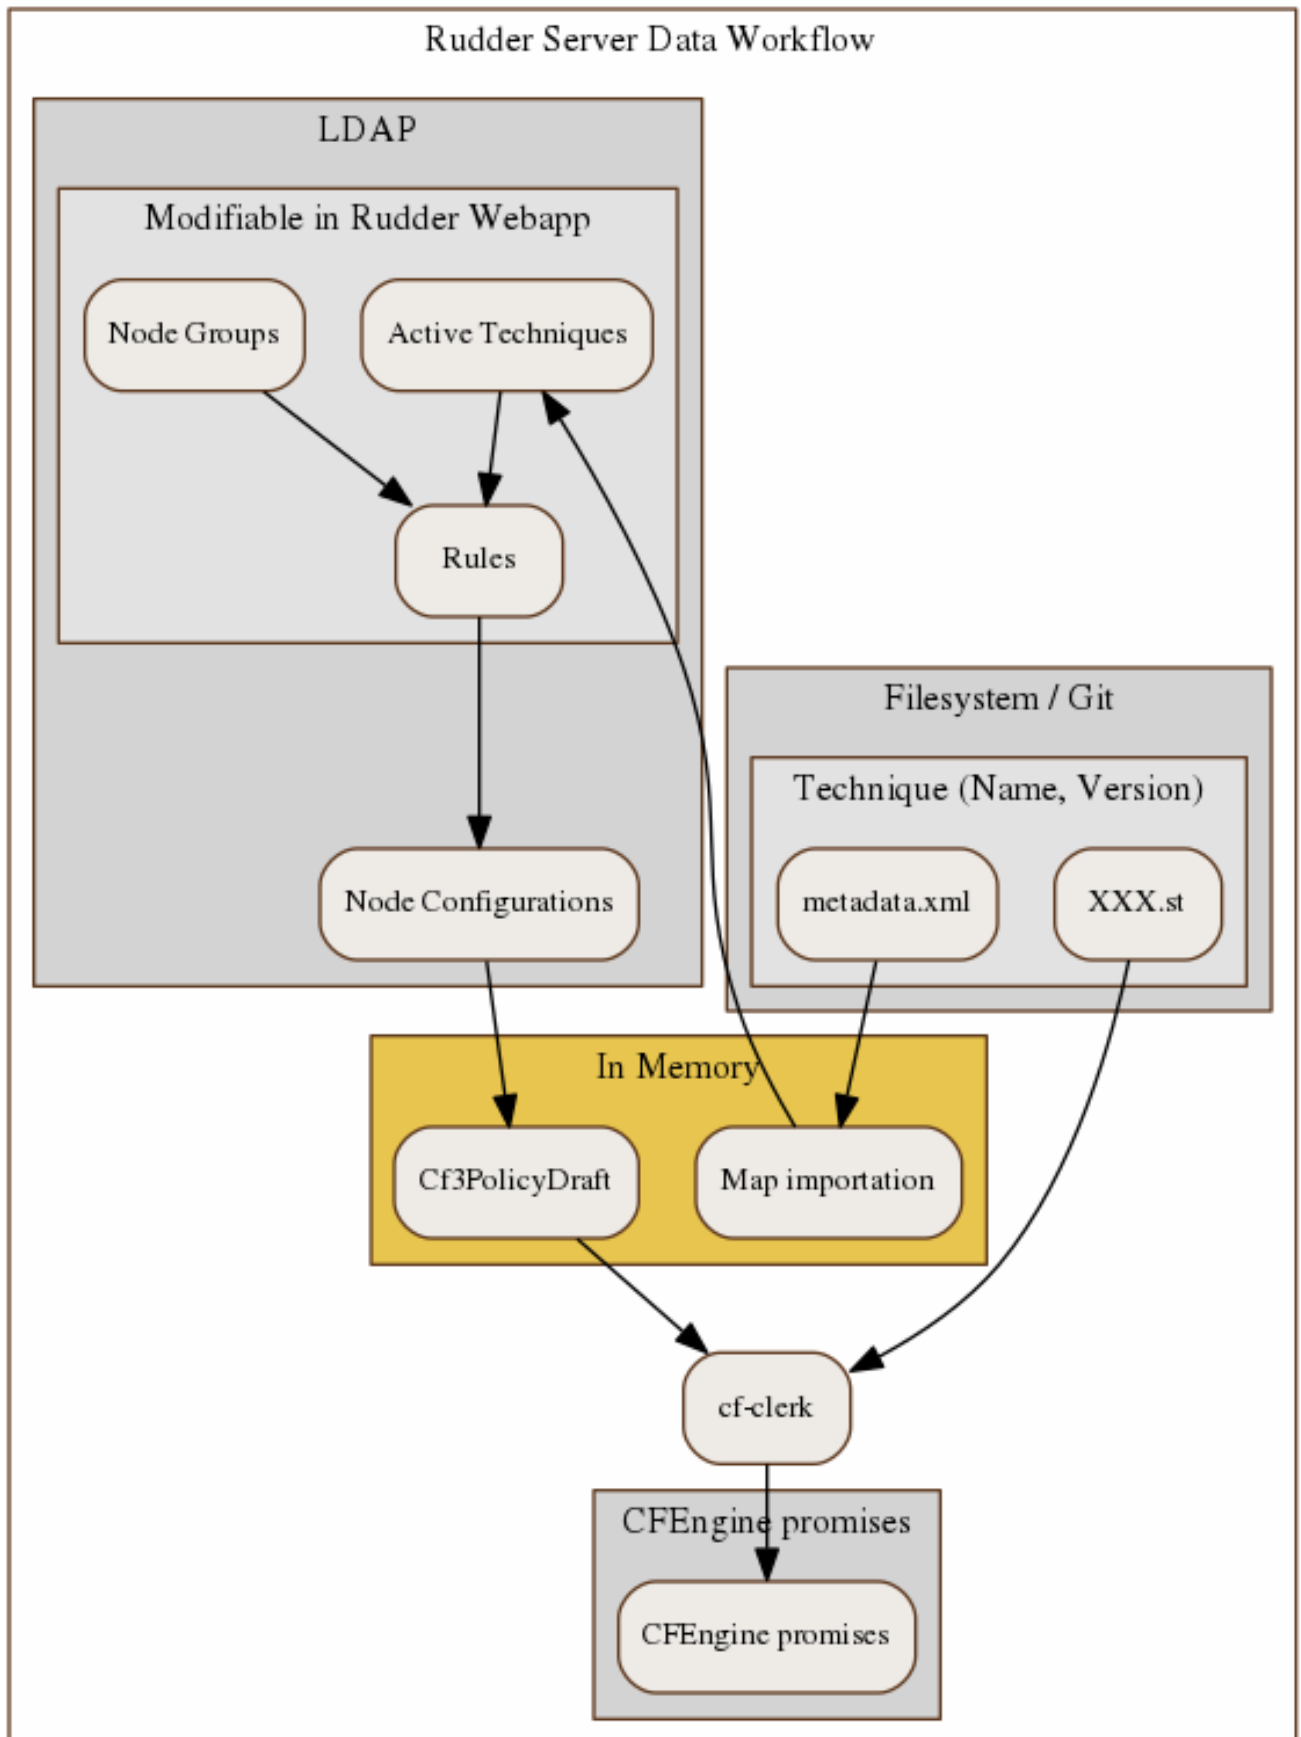 Rudder Server Data Workflow
LDAP
Modifiable in Rudder Webapp
Node Groups
Active Techniques
Rules
Filesystem / Git
Technique (Name, Version)
Node Configurations
metadata.xml
XXX.st
In Memory
Cf3PolicyDraft
Map importation
cf-clerk
CFEngine promises
CFEngine promises